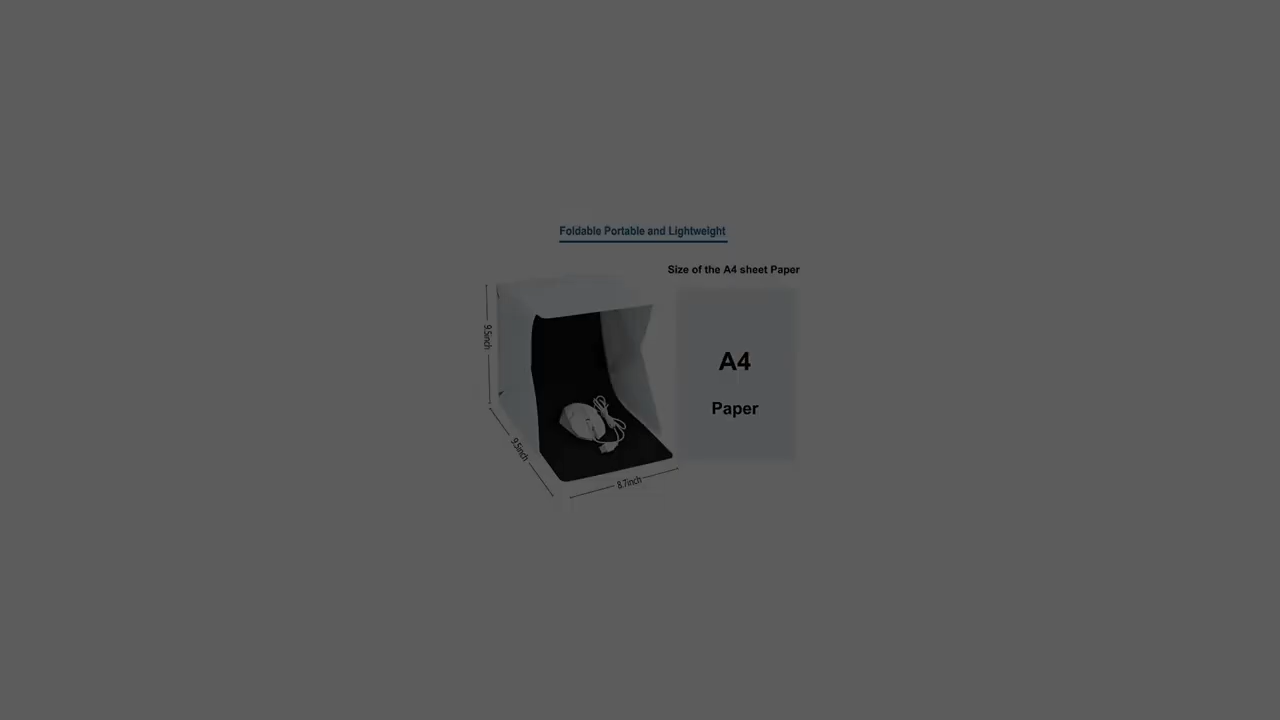 Foldable Portable and Lightweight
Size of the A4 sheet Paper
9.5inch
A4
Paper
9.5inch
8.7inch